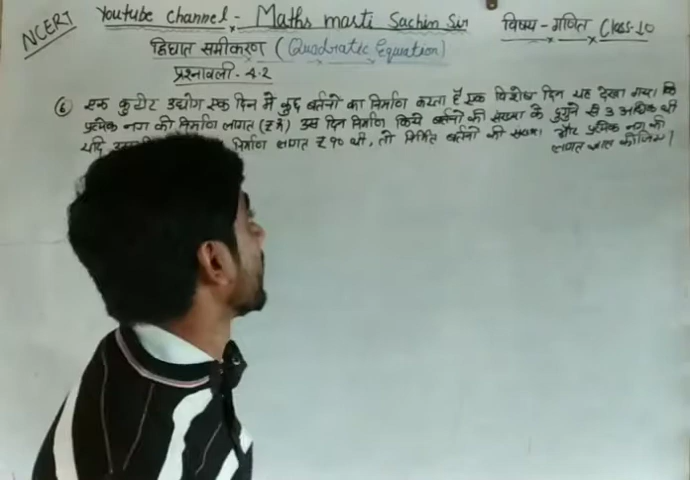 NCERT
Youtube channel - Maths masti Sachin Sir
विषय - गणित Class-10
द्विघात समीकरण ( Quadratic Equation)
प्रश्नावली - 4.2
6 एक कुटीर उद्योग एक दिन में कुछ बर्तनों का निर्माण करता है एक विशेष दिन यह देखा गया। कि
प्रत्येक नग की निर्माण लागत (₹ में) उस दिन निर्माण किये बर्तनों की संख्या के दुगुने से 3 अधिक थी
यदि निर्माण लागत ₹ 90 थी, तो निर्मित बर्तनों की संख्या और प्रत्येक नग की
लागत ज्ञात कीजिए।